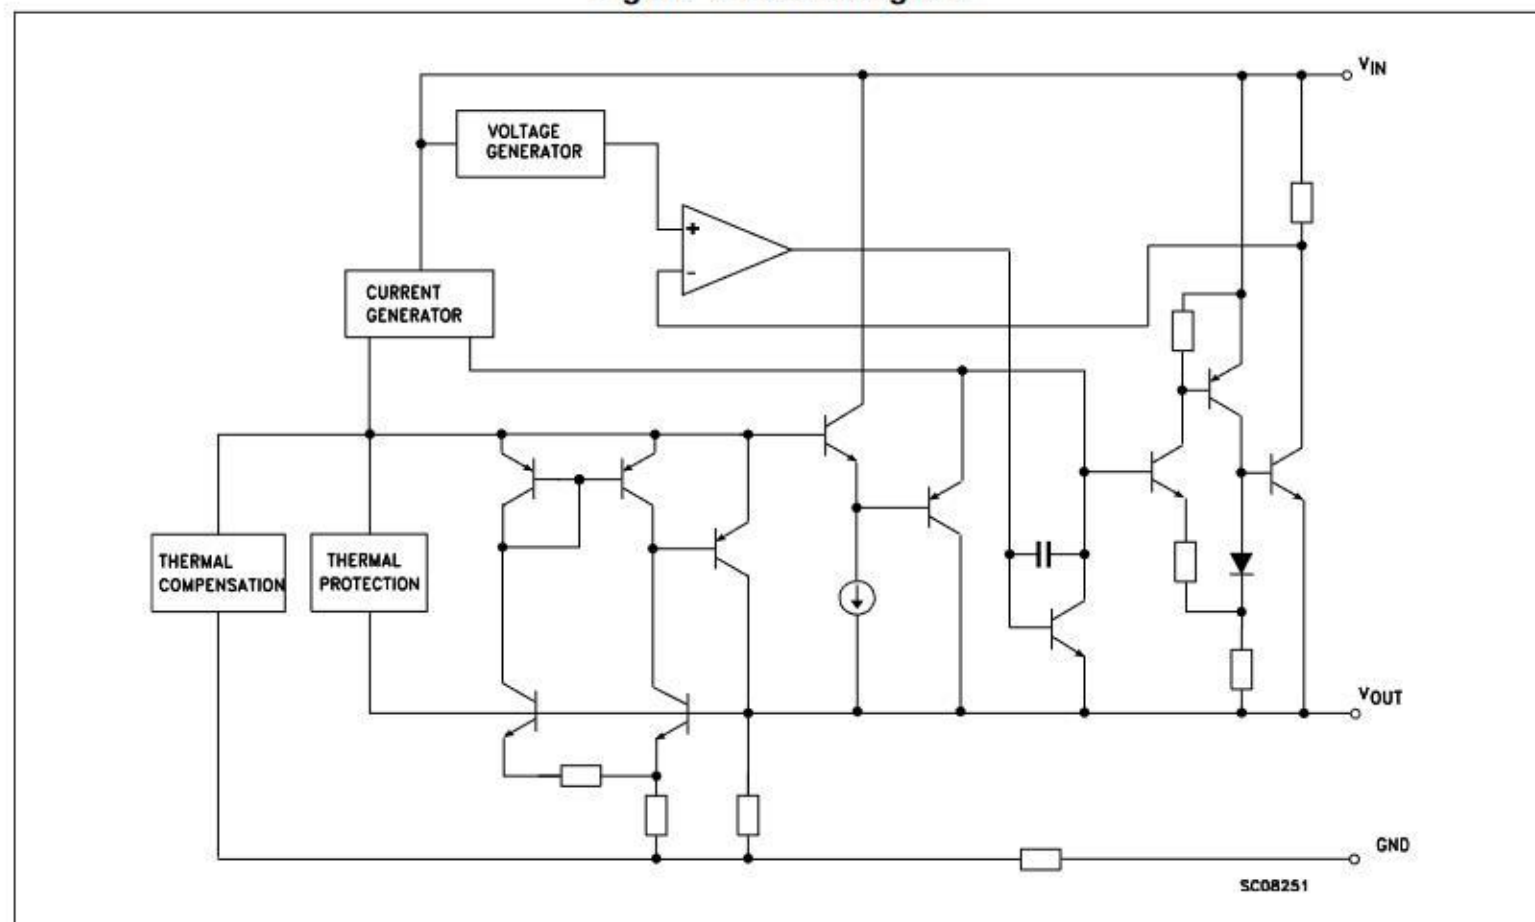 VIN
VOLTAGE
GENERATOR
+
-
CURRENT
GENERATOR
THERMAL
COMPENSATION
THERMAL
PROTECTION
VOUT
GND
SC08251